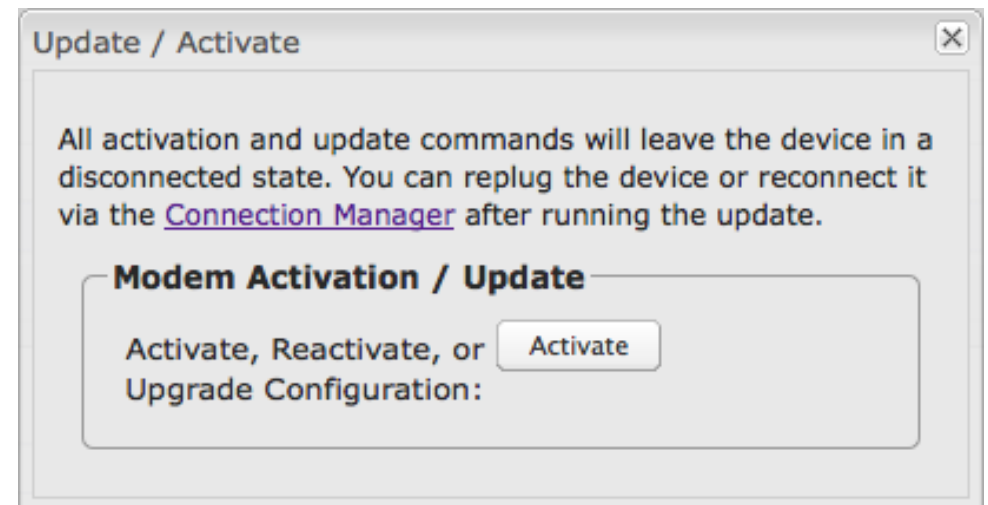 Update / Activate
All activation and update commands will leave the device in a
disconnected state. You can replug the device or reconnect it
via the Connection Manager after running the update.
Modem Activation / Update
Activate, Reactivate, or Activate
Upgrade Configuration: